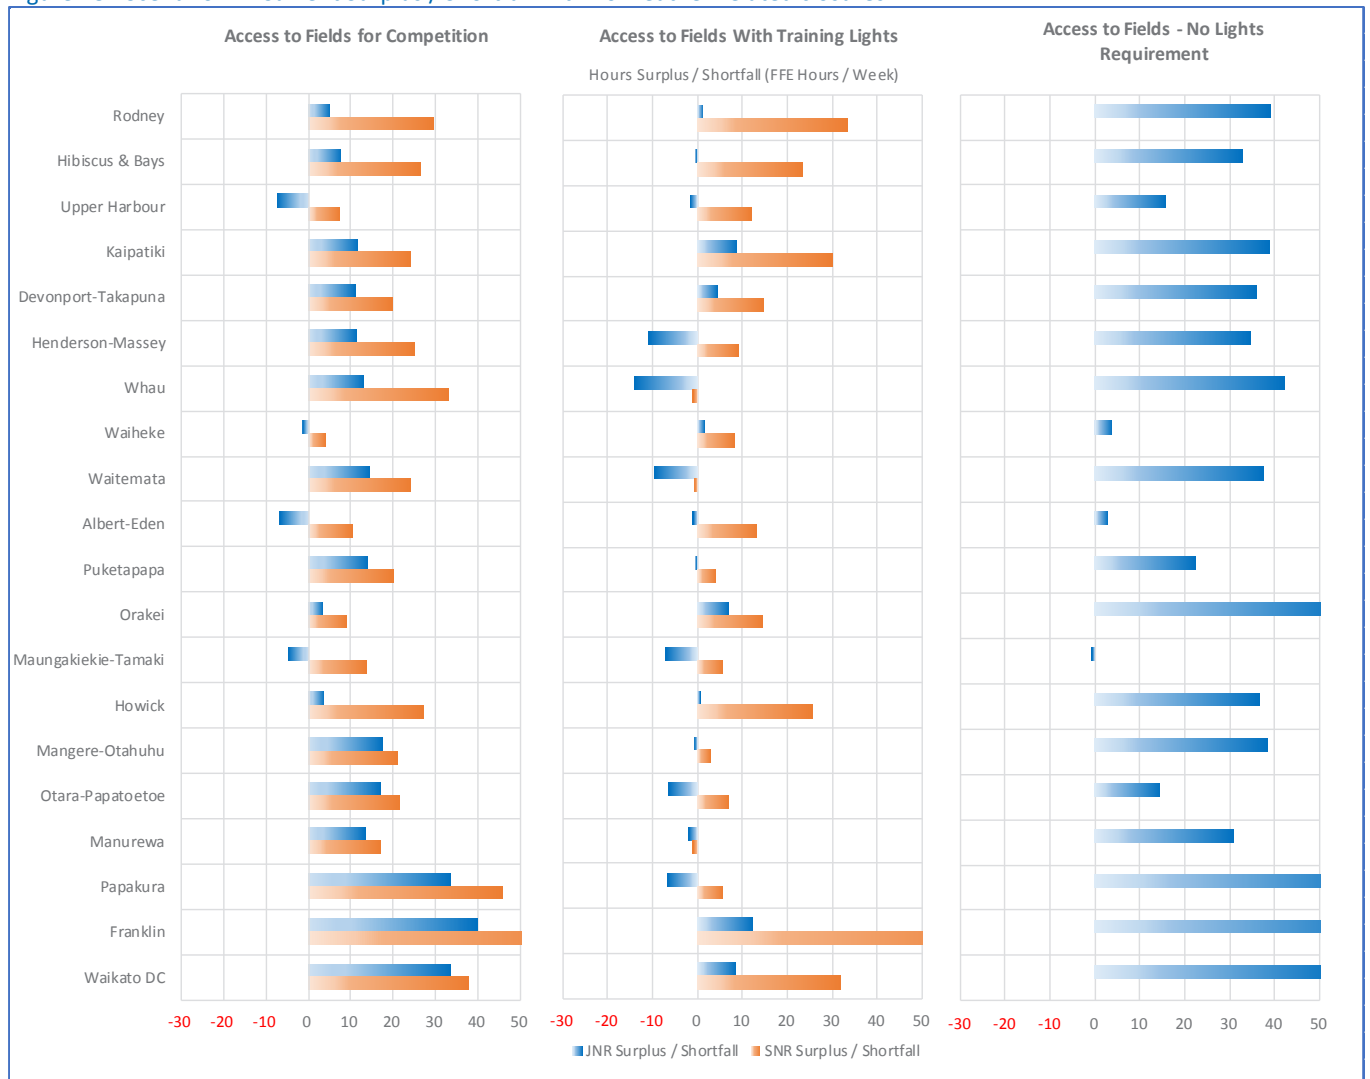 Access to Fields for Competition
Access to Fields With Training Lights
Access to Fields - No Lights
Requirement
Hours Surplus / Shortfall (FFE Hours / Week)
Rodney
Hibiscus & Bays
Upper Harbour
Kaipatiki
Devonport-Takapuna
Henderson-Massey
Whau
Waiheke
Waitemata
Albert-Eden
Puketapapa
Orakei
Maungakiekie-Tamaki
Howick
Mangere-Otahuhu
Otara-Papatoetoe
Manurewa
Papakura
Franklin
Waikato DC
-30 -20 -10 0 10 20 30 40 50
-30 -20 -10 0 10 20 30 40 50
-30 -20 -10 0 10 20 30 40 50
JNR Surplus / Shortfall SNR Surplus / Shortfall